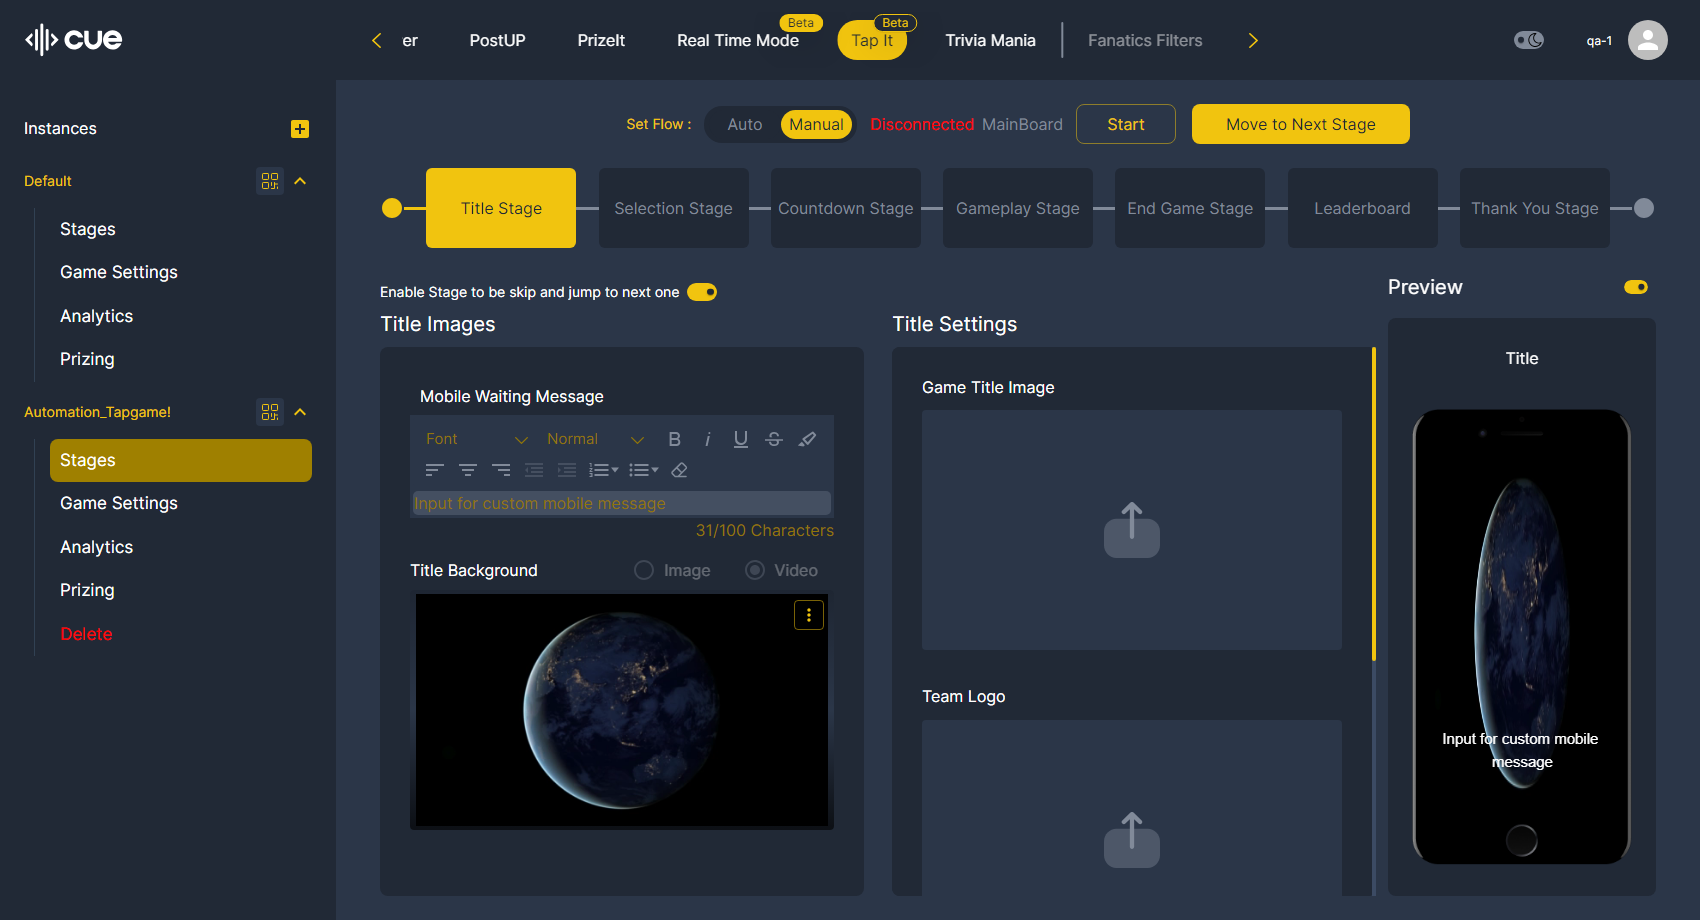 cue
er
PostUP
PrizeIt
Real Time Mode
Beta
Tap It
Beta
Trivia Mania
Fanatics Filters
qa-1
Instances
Default
Stages
Game Settings
Analytics
Prizing
Automation_Tapgame!
Stages
Game Settings
Analytics
Prizing
Delete
Set Flow :
Auto
Manual
Disconnected MainBoard
Start
Move to Next Stage
Title Stage
Selection Stage
Countdown Stage
Gameplay Stage
End Game Stage
Leaderboard
Thank You Stage
Enable Stage to be skip and jump to next one
Title Images
Mobile Waiting Message
Font
Normal
B
i
U
S
Input for custom mobile message
31/100 Characters
Title Background
Image
Video
Title Settings
Game Title Image
Team Logo
Preview
Title
Input for custom mobile
message